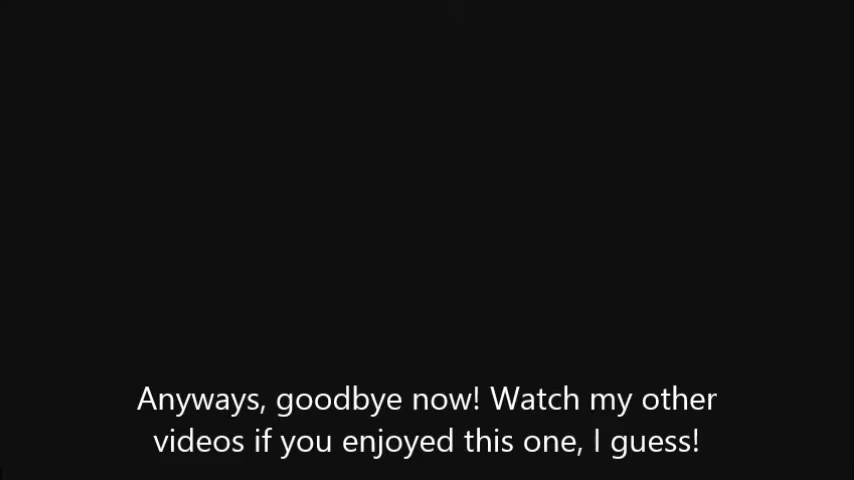 Anyways, goodbye now! Watch my other
videos if you enjoyed this one, I guess!